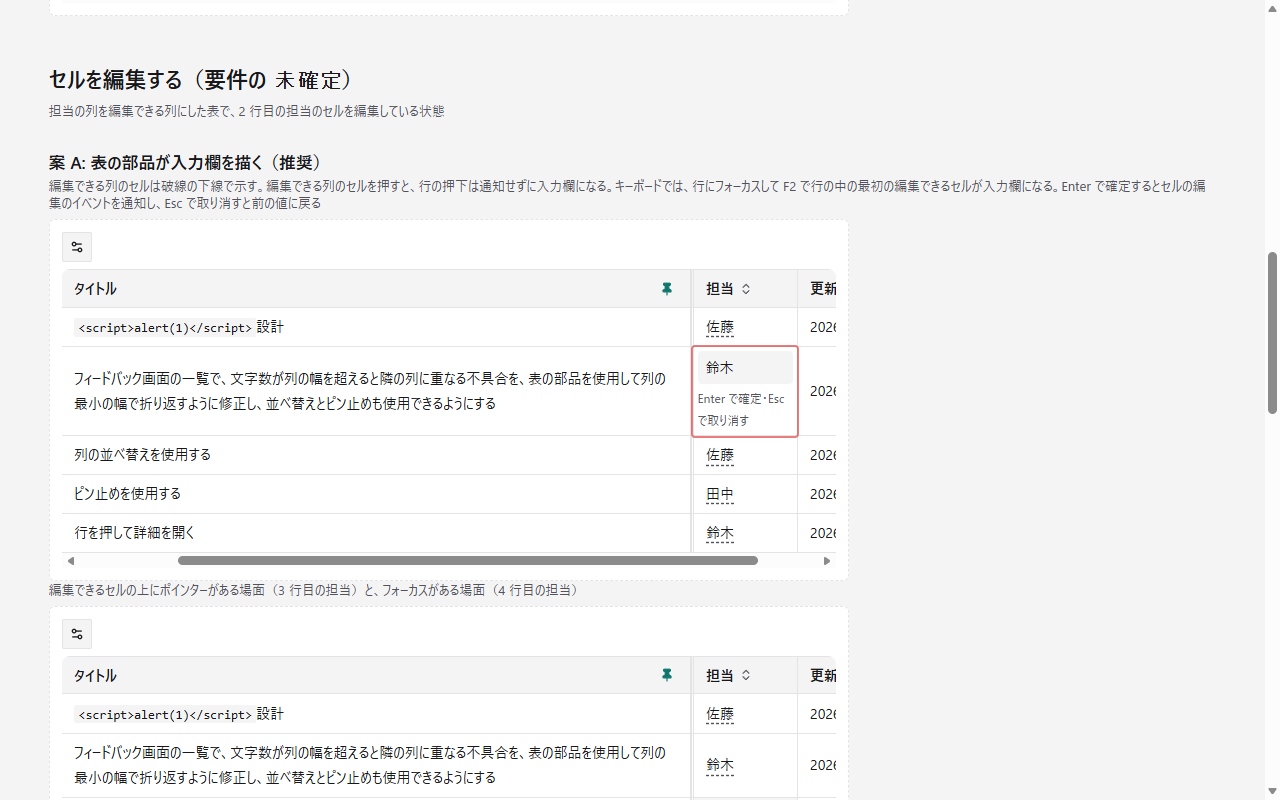 セルを編集する（要件の 未確定）
担当の列を編集できる列にした表で、2 行目の担当のセルを編集している状態
案 A: 表の部品が入力欄を描く（推奨）
編集できる列のセルは破線の下線で示す。編集できる列のセルを押すと、行の押下は通知せずに入力欄になる。キーボードでは、行にフォーカスして F2 で行の中の最初の編集できるセルが入力欄になる。Enter で確定するとセルの編
集のイベントを通知し、Esc で取り消すと前の値に戻る
タイトル 担当 更新
<script>alert(1)</script> 設計 佐藤 2026
フィードバック画面の一覧で、文字数が列の幅を超えると隣の列に重なる不具合を、表の部品を使用して列の
最小の幅で折り返すように修正し、並べ替えとピン止めも使用できるようにする
鈴木
Enter で確定・Esc
で取り消す
2026
列の並べ替えを使用する 佐藤 2026
ピン止めを使用する 田中 2026
行を押して詳細を開く 鈴木 2026
編集できるセルの上にポインターがある場面（3 行目の担当）と、フォーカスがある場面（4 行目の担当）
タイトル 担当 更新
<script>alert(1)</script> 設計 佐藤 2026
フィードバック画面の一覧で、文字数が列の幅を超えると隣の列に重なる不具合を、表の部品を使用して列の
最小の幅で折り返すように修正し、並べ替えとピン止めも使用できるようにする
鈴木 2026